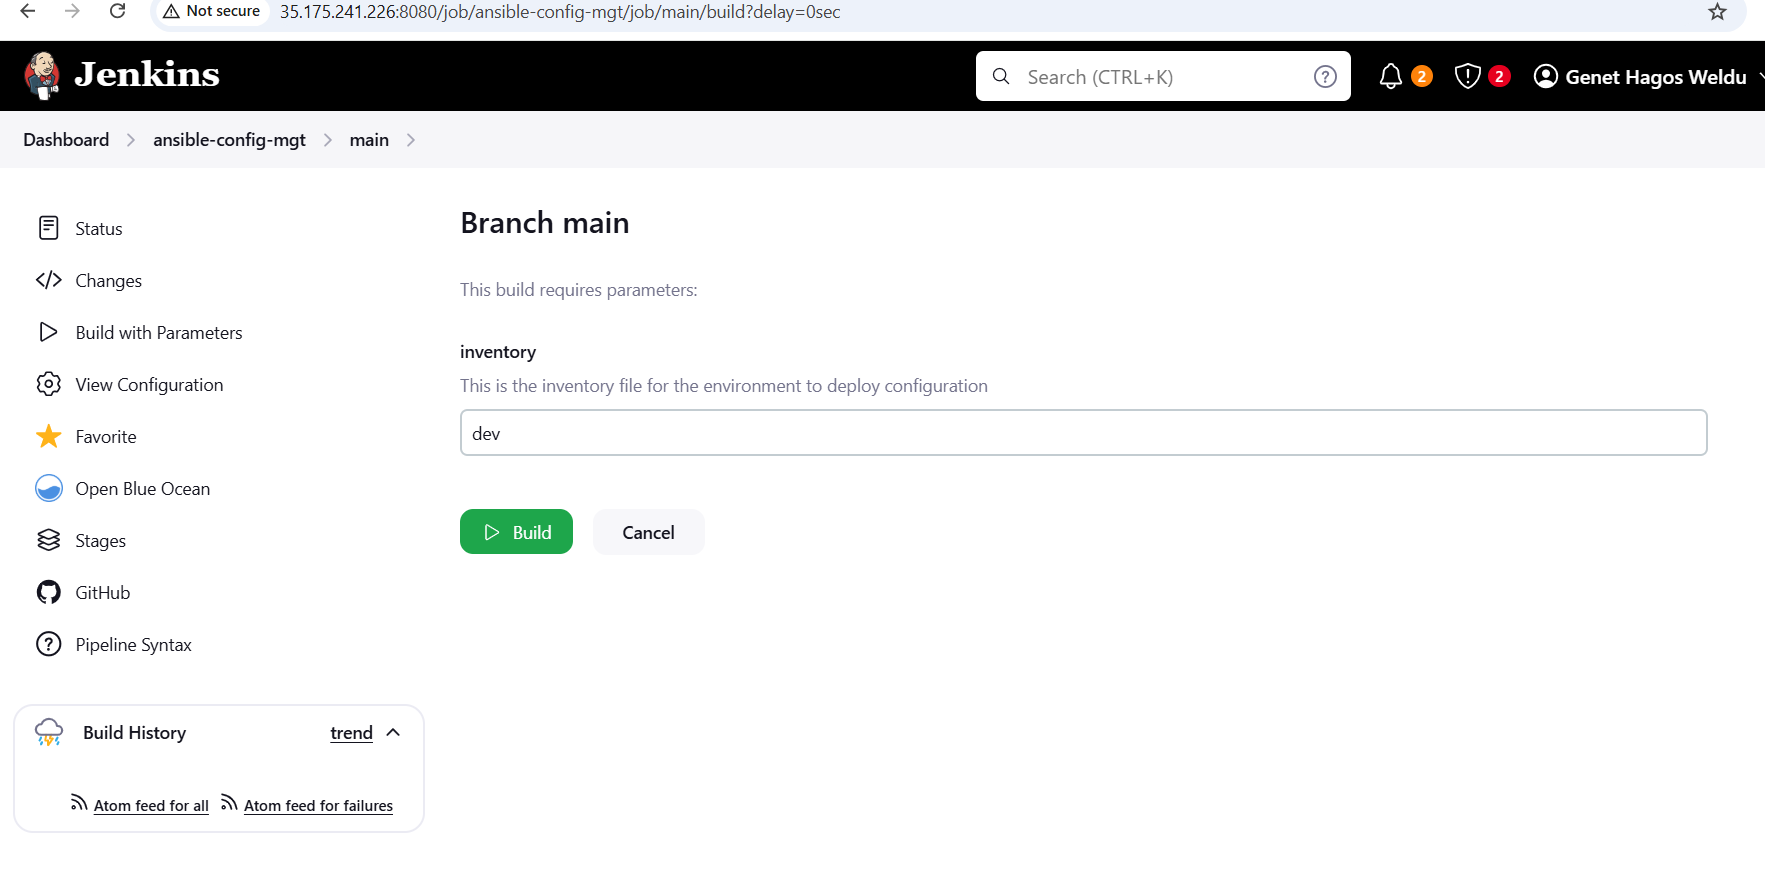 Not secure 35.175.241.226:8080/job/ansible-config-mgt/job/main/build?delay=0sec
Jenkins Search (CTRL+K) ? 2 2 Genet Hagos Weldu
Dashboard ansible-config-mgt main
Status
Changes
Build with Parameters
View Configuration
Favorite
Open Blue Ocean
Stages
GitHub
Pipeline Syntax
Build History trend
Atom feed for all Atom feed for failures
Branch main
This build requires parameters:
inventory
This is the inventory file for the environment to deploy configuration
dev
Build Cancel